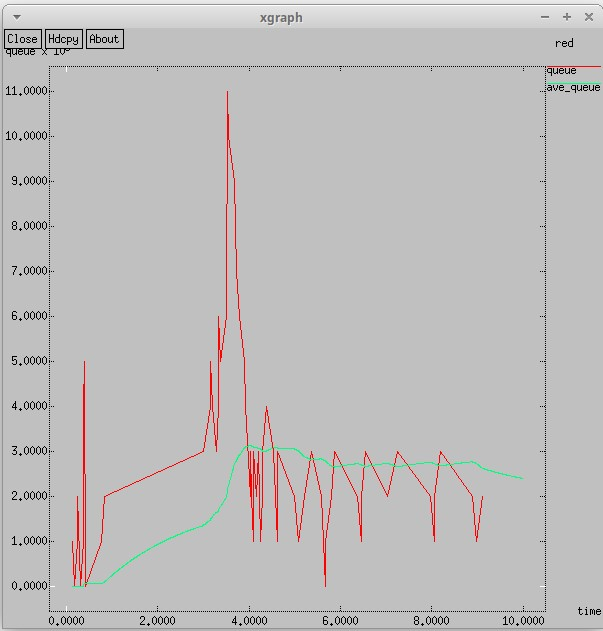 xgraph
Close Hdcpy About
queue x 10
red
queue
ave_queue
11.0000
10.0000
9.0000
8.0000
7.0000
6.0000
5.0000
4.0000
3.0000
2.0000
1.0000
0.0000
time
0.0000 2.0000 4.0000 6.0000 8.0000 10.0000